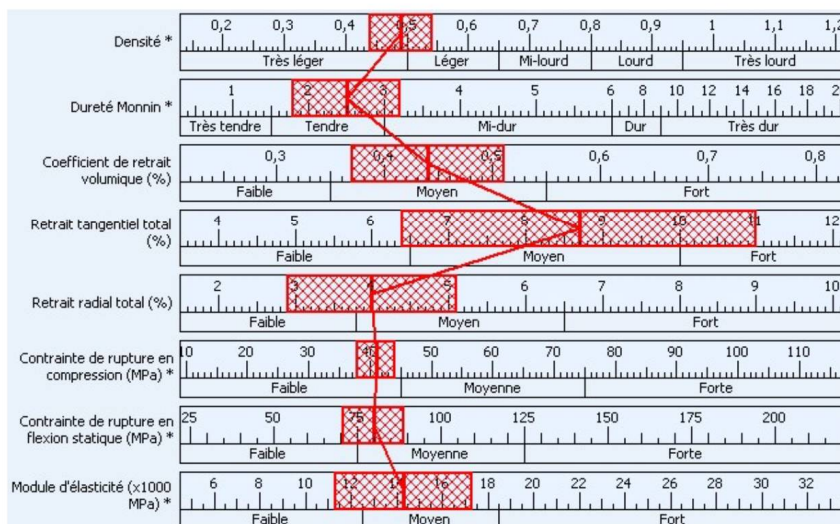 Densité *
0,2 0,3 0,4 0,5 0,6 0,7 0,8 0,9 1 1,1 1,2
Très léger Léger Mi-lourd Lourd Très lourd
Dureté Monnin *
1 2 3 4 5 6 8 10 12 14 16 18 20
Très tendre Tendre Mi-dur Dur Très dur
Coefficient de retrait
volumique (%)
0,3 0,4 0,5 0,6 0,7 0,8
Faible Moyen Fort
Retrait tangentiel total
(%)
4 5 6 7 8 9 10 11 12
Faible Moyen Fort
Retrait radial total (%)
2 3 4 5 6 7 8 9 10
Faible Moyen Fort
Contrainte de rupture en
compression (MPa) *
10 20 30 40 50 60 70 80 90 100 110
Faible Moyenne Forte
Contrainte de rupture en
flexion statique (MPa) *
25 50 75 100 125 150 175 200
Faible Moyenne Forte
Module d'élasticité (x1000
MPa) *
6 8 10 12 14 16 18 20 22 24 26 28 30 32
Faible Moyen Fort